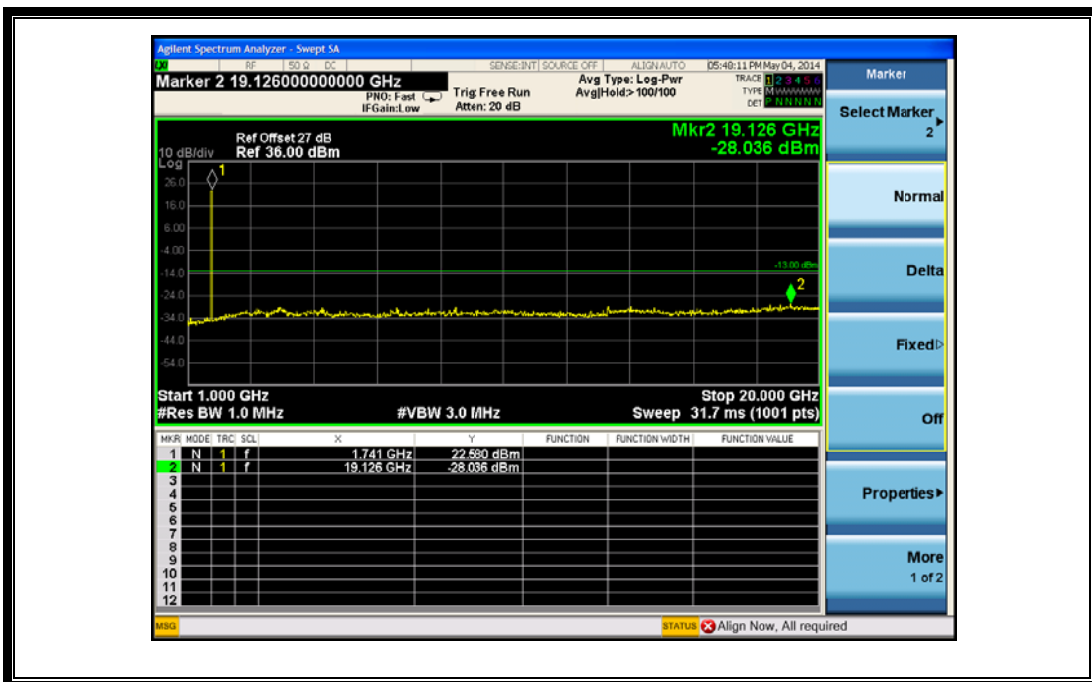 Agilent Spectrum Analyzer - Swept SA
LXI RF 50 Ω DC SENSE:INT SOURCE OFF ALIGN AUTO 05:48:11 PM May 04, 2014
Marker 2 19.126000000000 GHz
PNO: Fast
IFGain:Low
Trig: Free Run
Atten: 20 dB
Avg Type: Log-Pwr
Avg|Hold:>100/100
TRACE 1 2 3 4 5 6
TYPE M WWWWW
DET P N N N N N
Ref Offset 27 dB
Ref 36.00 dBm
10 dB/div
Log
Mkr2 19.126 GHz
-28.036 dBm
1
26.0
16.0
6.00
-4.00
-13.00 dBm
-14.0
2
-24.0
-34.0
-44.0
-54.0
Start 1.000 GHz
Stop 20.000 GHz
#Res BW 1.0 MHz
#VBW 3.0 MHz
Sweep 31.7 ms (1001 pts)
MKR MODE TRC SCL X Y FUNCTION FUNCTION WIDTH FUNCTION VALUE
1 N 1 f 1.741 GHz 22.580 dBm
2 N 1 f 19.126 GHz -28.036 dBm
3
4
5
6
7
8
9
10
11
12
MSG
STATUS Align Now, All required
Marker
Select Marker
2
Normal
Delta
Fixed
Off
Properties
More
1 of 2